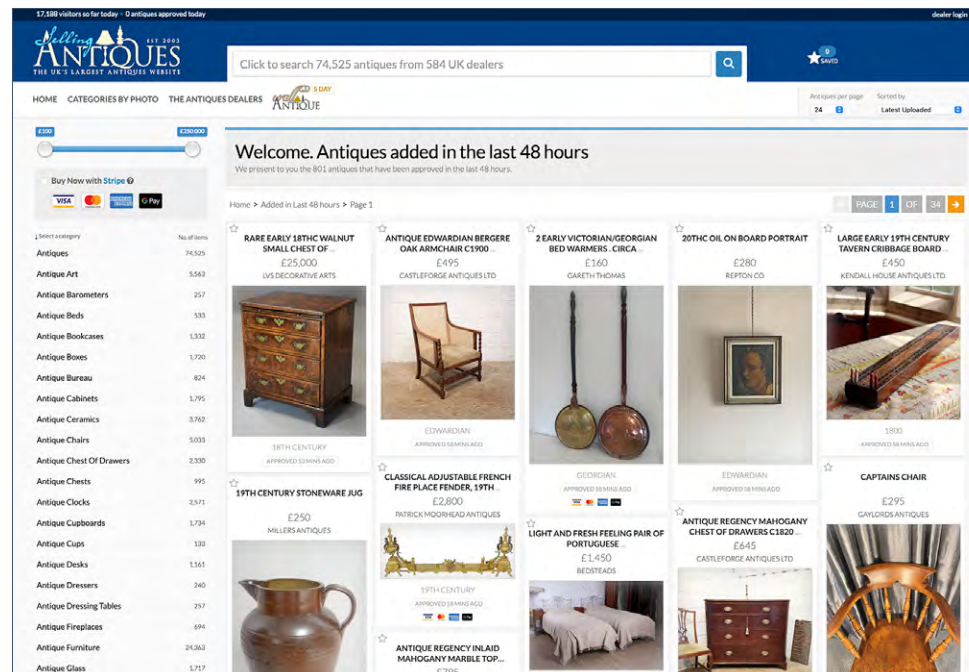 17,188 visitors so far today • 0 antiques approved today
dealer login
Selling
EST 2003
ANTIQUES
THE UK'S LARGEST ANTIQUES WEBSITE
Click to search 74,525 antiques from 584 UK dealers
0
SAVED
HOME CATEGORIES BY PHOTO THE ANTIQUES DEALERS
5 DAY
ANTIQUE
Antiques per page
24
Sorted by
Latest Uploaded
£100
£250000
Buy Now with Stripe
VISA
G Pay
Select a category
No. of items
Antiques 74,525
Antique Art 5,563
Antique Barometers 257
Antique Beds 533
Antique Bookcases 1,332
Antique Boxes 1,720
Antique Bureau 824
Antique Cabinets 1,795
Antique Ceramics 3,762
Antique Chairs 5,033
Antique Chest Of Drawers 2,330
Antique Chests 995
Antique Clocks 2,571
Antique Cupboards 1,734
Antique Cups 133
Antique Desks 1,161
Antique Dressers 240
Antique Dressing Tables 257
Antique Fireplaces 694
Antique Furniture 24,363
Antique Glass 1,717
Welcome. Antiques added in the last 48 hours
We present to you the 801 antiques that have been approved in the last 48 hours.
Home > Added in Last 48 hours > Page 1
PAGE 1 OF 34
RARE EARLY 18THC WALNUT
SMALL CHEST OF ...
£25,000
LVS DECORATIVE ARTS
18TH CENTURY
APPROVED 53 MINS AGO
19TH CENTURY STONEWARE JUG
£250
MILLERS ANTIQUES
ANTIQUE EDWARDIAN BERGERE
OAK ARMCHAIR C1900 ...
£495
CASTLEFORGE ANTIQUES LTD
EDWARDIAN
APPROVED 58 MINS AGO
CLASSICAL ADJUSTABLE FRENCH
FIRE PLACE FENDER, 19TH ...
£2,800
PATRICK MOORHEAD ANTIQUES
19TH CENTURY
APPROVED 58 MINS AGO
ANTIQUE REGENCY INLAID
MAHOGANY MARBLE TOP...
£795
2 EARLY VICTORIAN/GEORGIAN
BED WARMERS . CIRCA ...
£160
GARETH THOMAS
GEORGIAN
APPROVED 58 MINS AGO
LIGHT AND FRESH FEELING PAIR OF
PORTUGUESE ...
£1,450
BEDSTEADS
20THC OIL ON BOARD PORTRAIT
£280
REPTON CO
EDWARDIAN
APPROVED 58 MINS AGO
ANTIQUE REGENCY MAHOGANY
CHEST OF DRAWERS C1820 ...
£645
CASTLEFORGE ANTIQUES LTD
LARGE EARLY 19TH CENTURY
TAVERN CRIBBAGE BOARD ...
£450
KENDALL HOUSE ANTIQUES LTD.
1800
APPROVED 58 MINS AGO
CAPTAINS CHAIR
£295
GAYLORDS ANTIQUES